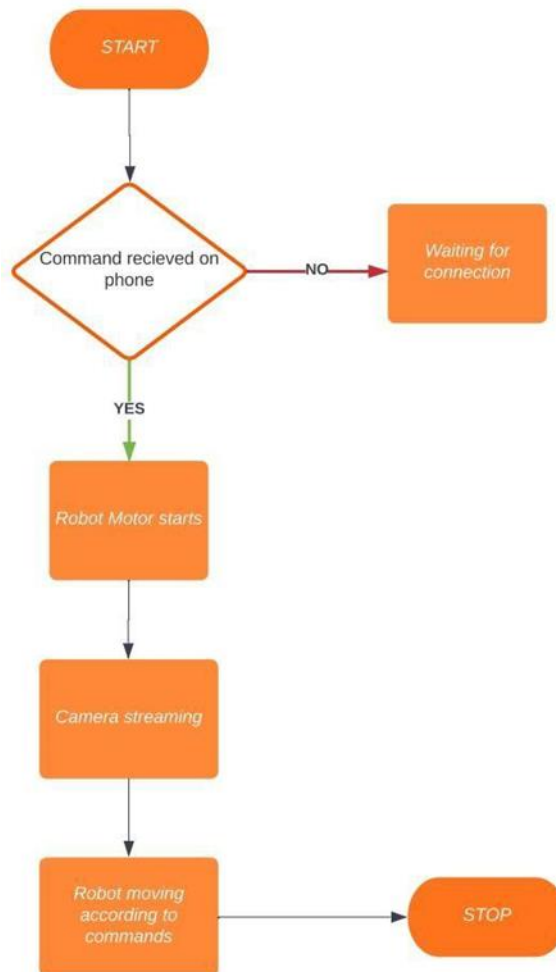 START
Command recieved on
phone
NO
Waiting for
connection
YES
Robot Motor starts
Camera streaming
Robot moving
according to
commands
STOP